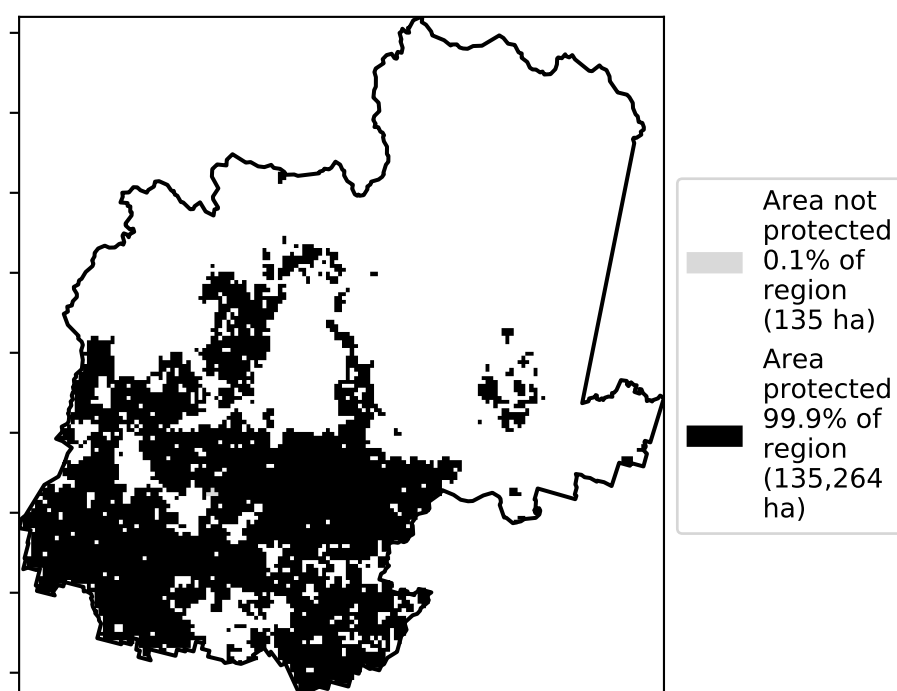 Area not
protected
0.1% of
region
(135 ha)
Area
protected
99.9% of
region
(135,264
ha)